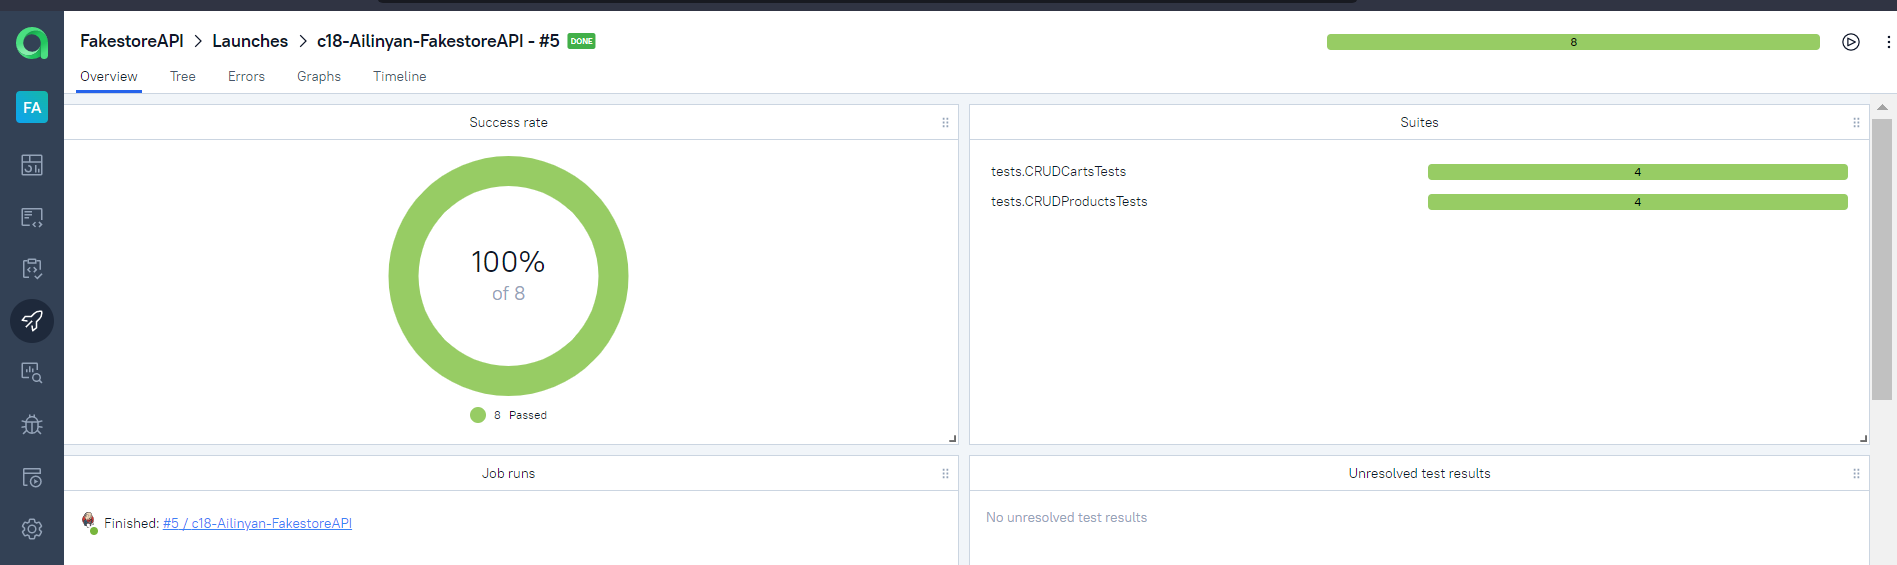 FakestoreAPI > Launches > c18-Ailinyan-FakestoreAPI - #5 DONE
8
Overview Tree Errors Graphs Timeline
FA
Success rate
100%
of 8
8 Passed
Suites
tests.CRUDCartsTests 4
tests.CRUDProductsTests 4
Job runs
Finished: #5 / c18-Ailinyan-FakestoreAPI
Unresolved test results
No unresolved test results